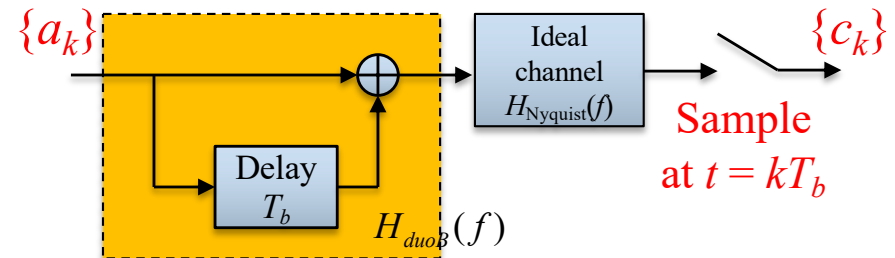 {a_k}
Ideal
channel
H_Nyquist(f)
{c_k}
Sample
at t = kT_b
Delay
T_b
H_duoB(f)